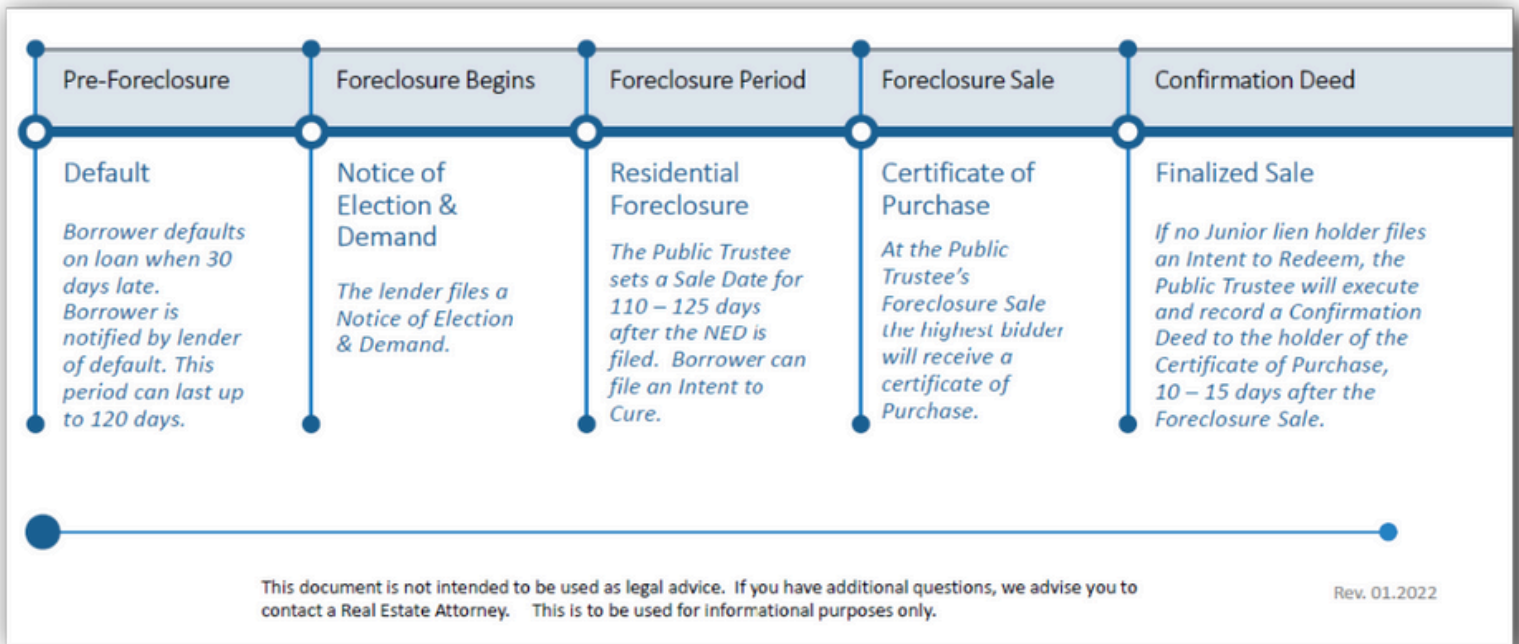 Pre-Foreclosure
Foreclosure Begins
Foreclosure Period
Foreclosure Sale
Confirmation Deed
Default
Borrower defaults
on loan when 30
days late.
Borrower is
notified by lender
of default. This
period can last up
to 120 days.
Notice of
Election &
Demand
The lender files a
Notice of Election
& Demand.
Residential
Foreclosure
The Public Trustee
sets a Sale Date for
110 – 125 days
after the NED is
filed.  Borrower can
file an Intent to
Cure.
Certificate of
Purchase
At the Public
Trustee's
Foreclosure Sale
the highest bidder
will receive a
certificate of
Purchase.
Finalized Sale
If no Junior lien holder files
an Intent to Redeem, the
Public Trustee will execute
and record a Confirmation
Deed to the holder of the
Certificate of Purchase,
10 – 15 days after the
Foreclosure Sale.
This document is not intended to be used as legal advice.  If you have additional questions, we advise you to
contact a Real Estate Attorney.    This is to be used for informational purposes only.
Rev. 01.2022